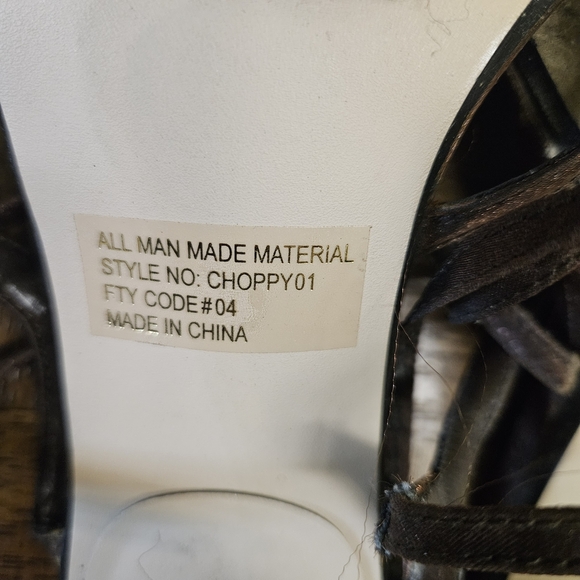 ALL MAN MADE MATERIAL
STYLE NO: CHOPPY01
FTY CODE#04
MADE IN CHINA